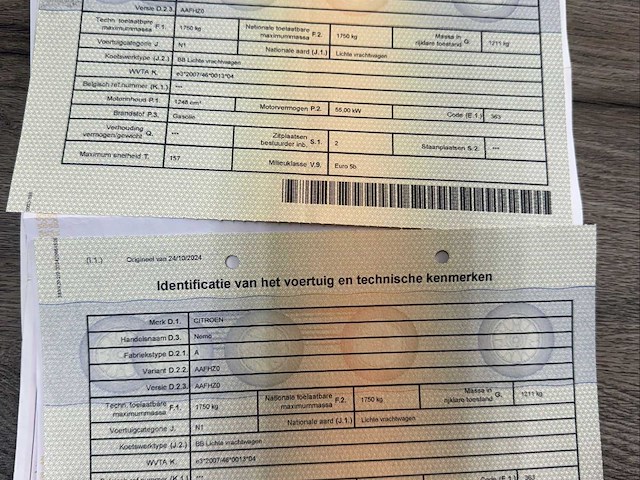 Versie D.2.3. AAFHZ0
Techn. toelaatbare maximummassa F.1. 1750 kg Nationale toelaatbare maximummassa F.2. 1750 kg Massa in rijklare toestand G. 1211 kg
Voertuigcategorie J. N1 Nationale aard (J.1.) Lichte vrachtwagen
Koetswerktype (J.2.) BB Lichte vrachtwagen
WVTA K. e3*2007/46*0013*04
Belgisch ref.nummer (K.1.) ---
Motorinhoud P.1. 1248 cm³ Motorvermogen P.2. 55,00 kW Code (E.1.) 363
Brandstof P.3. Gasolie
Verhouding vermogen/gewicht Q. --- Zitplaatsen bestuurder inb. S.1. 2 Staanplaatsen S.2. ---
Maximum snelheid T. 157 Milieuklasse V.9. Euro 5b
(I.1.) Origineel van 24/10/2024
Identificatie van het voertuig en technische kenmerken
Merk D.1. CITROEN
Handelsnaam D.3. Nemo
Fabriekstype D.2.1. A
Variant D.2.2. AAFHZ0
Versie D.2.3. AAFHZ0
Techn. toelaatbare maximummassa F.1. 1750 kg Nationale toelaatbare maximummassa F.2. 1750 kg Massa in rijklare toestand G. 1211 kg
Voertuigcategorie J. N1 Nationale aard (J.1.) Lichte vrachtwagen
Koetswerktype (J.2.) BB Lichte vrachtwagen
WVTA K. e3*2007/46*0013*04